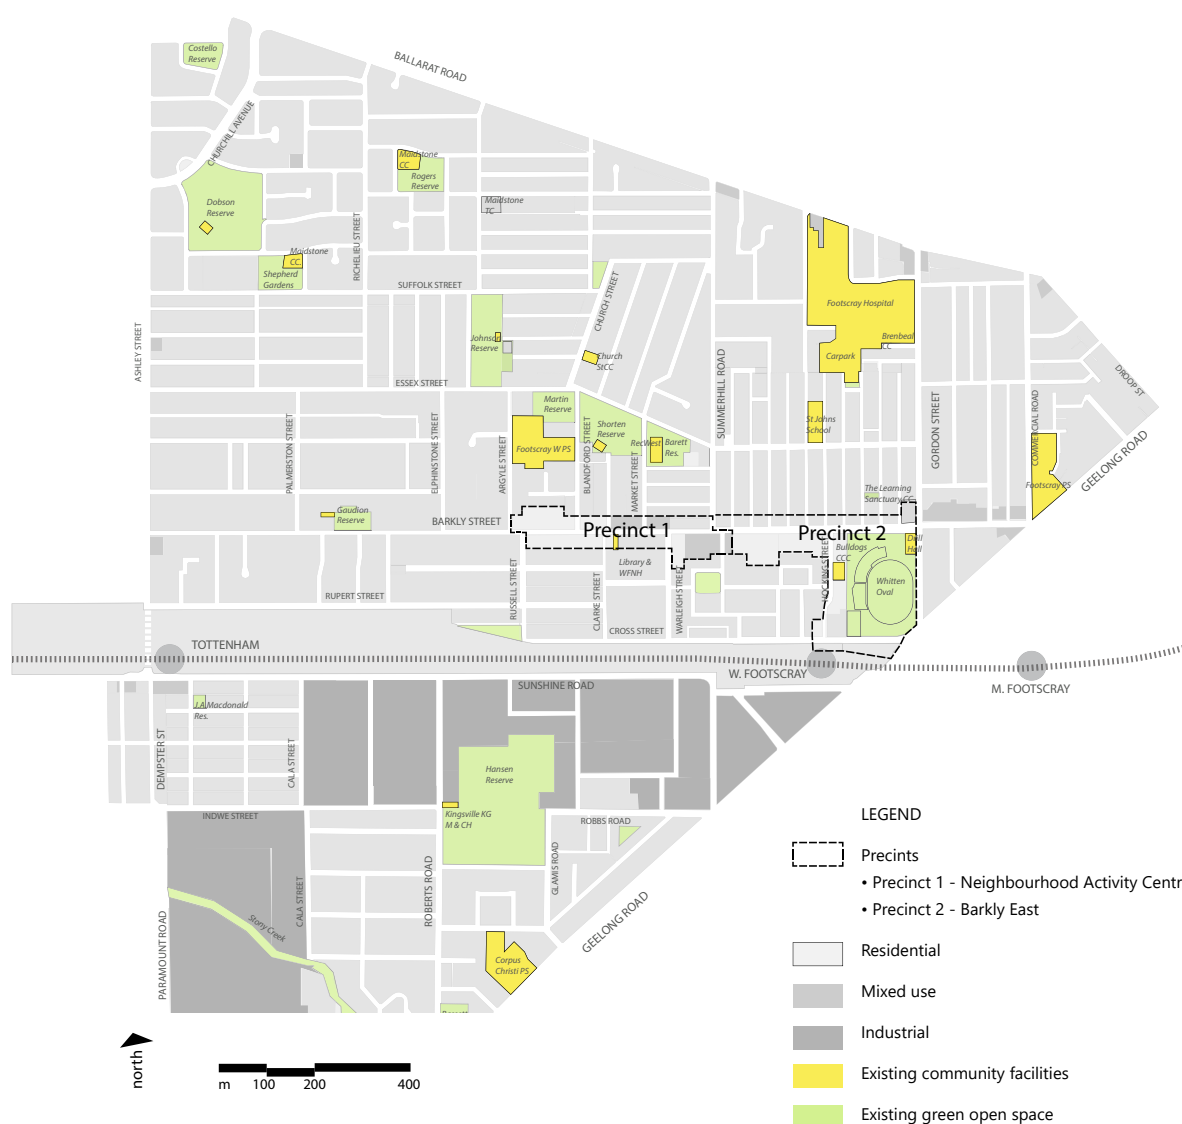 Costello
Reserve
BALLARAT ROAD
CHURCHILL AVENUE
Maidstone
CC
Rogers
Reserve
Dobson
Reserve
Maidstone
TC
RICHELIEU STREET
Maidstone
CC.
Shepherd
Gardens
SUFFOLK STREET
CHURCH STREET
Footscray Hospital
Brenbeal
CC
Carpark
ASHLEY STREET
Johnson
Reserve
Church
StCC
SUMMERHILL ROAD
ESSEX STREET
DROOP ST
Martin
Reserve
Shorten
Reserve
St Johns
School
GORDON STREET
COMMERCIAL ROAD
GEELONG ROAD
PALMERSTON STREET
ELPHINSTONE STREET
ARGYLE STREET
Footscray W PS
BLANDFORD STREET
RecWest
Barett
Res.
MARKET STREET
Footscray PS
The Learning
Sanctuary CC
Gaudion
Reserve
BARKLY STREET
Precinct 1
Precinct 2
Drill
Hall
Bulldogs
CCC
HOCKING STREET
Whitten
Oval
Library &
WFNH
RUSSELL STREET
CLARKE STREET
WARLEIGH STREET
RUPERT STREET
CROSS STREET
TOTTENHAM
W. FOOTSCRAY
M. FOOTSCRAY
SUNSHINE ROAD
J.A.Macdonald
Res.
DEMPSTER ST
CALA STREET
Hansen
Reserve
INDWE STREET
Kingsville KG
M & CH
ROBBS ROAD
GLAMIS ROAD
ROBERTS ROAD
CALA STREET
GEELONG ROAD
PARAMOUNT ROAD
Stony Creek
Corpus
Christi PS
north
m 100 200 400
LEGEND
Precints
• Precinct 1 - Neighbourhood Activity Centr
• Precinct 2 - Barkly East
Residential
Mixed use
Industrial
Existing community facilities
Existing green open space